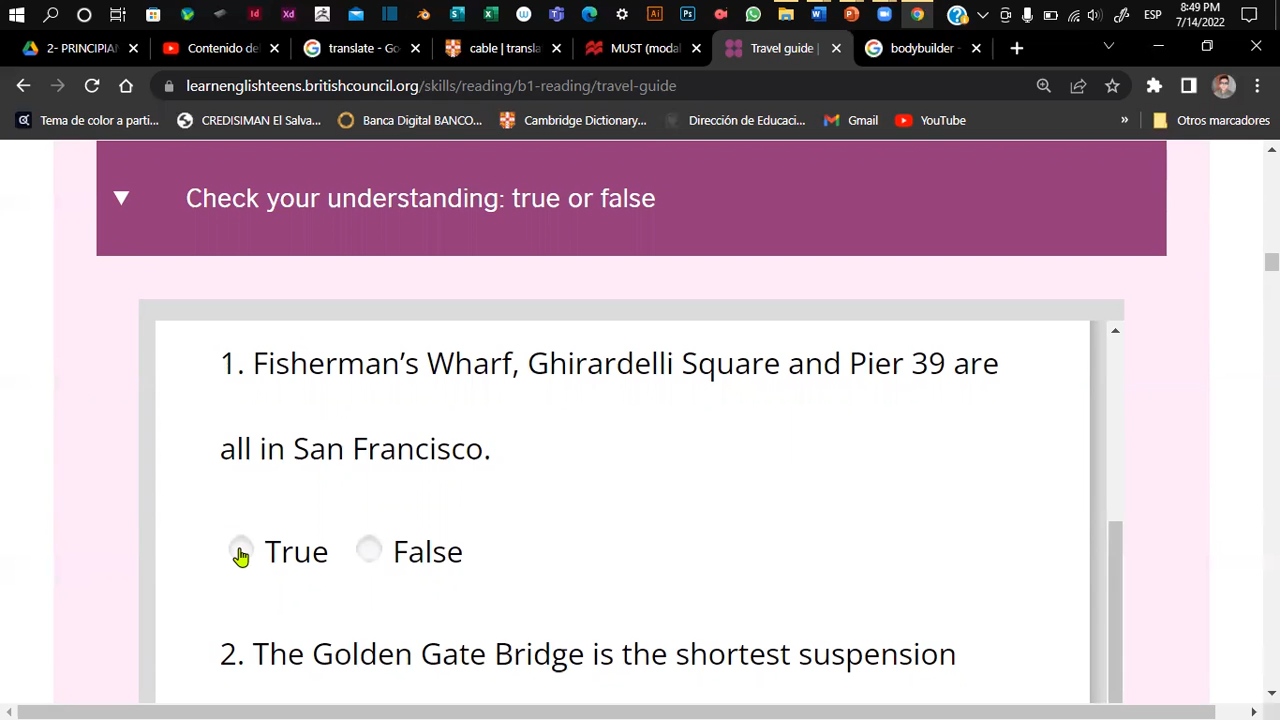 8:49 PM
ESP
7/14/2022
2- PRINCIPIAN
Contenido de
translate - Go
cable | transla
MUST (modal
Travel guide |
bodybuilder -
learnenglishteens.britishcouncil.org/skills/reading/b1-reading/travel-guide
Tema de color a parti...
CREDISIMAN El Salva...
Banca Digital BANCO...
Cambridge Dictionary...
Dirección de Educaci...
Gmail
YouTube
»
Otros marcadores
Check your understanding: true or false
1. Fisherman’s Wharf, Ghirardelli Square and Pier 39 are
all in San Francisco.
True False
2. The Golden Gate Bridge is the shortest suspension